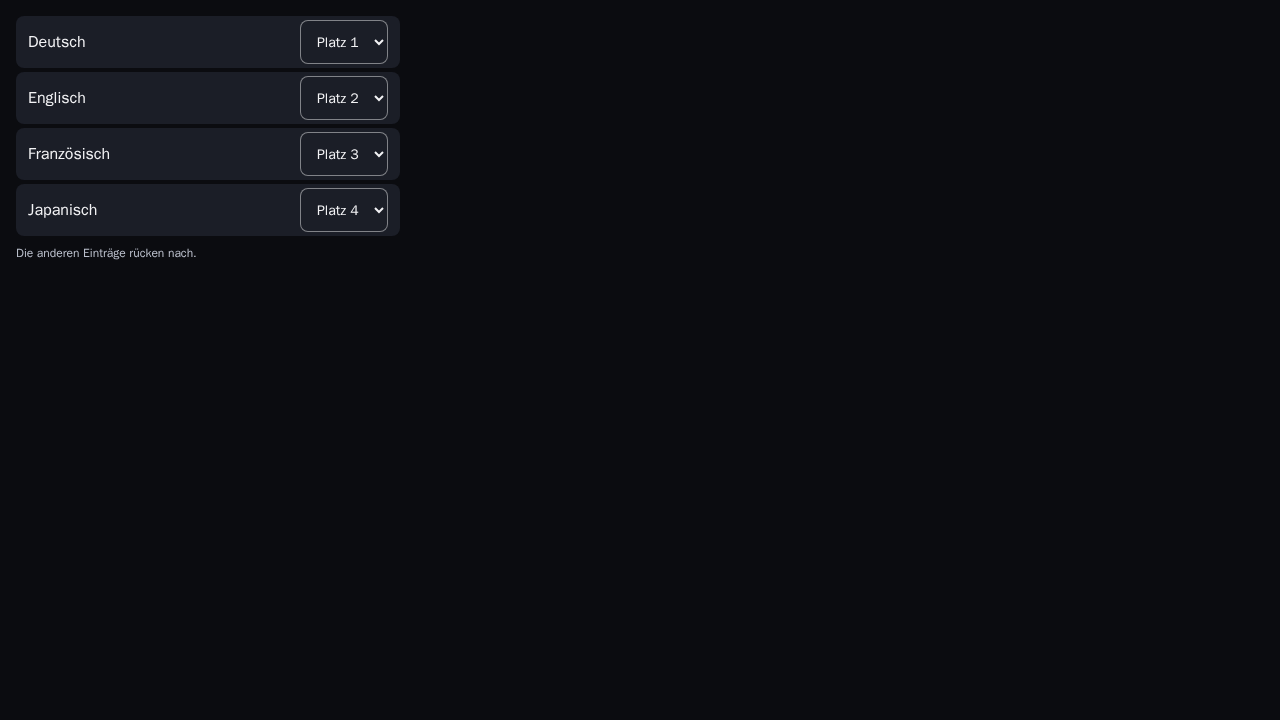 Deutsch Platz 1
Englisch Platz 2
Französisch Platz 3
Japanisch Platz 4
Die anderen Einträge rücken nach.